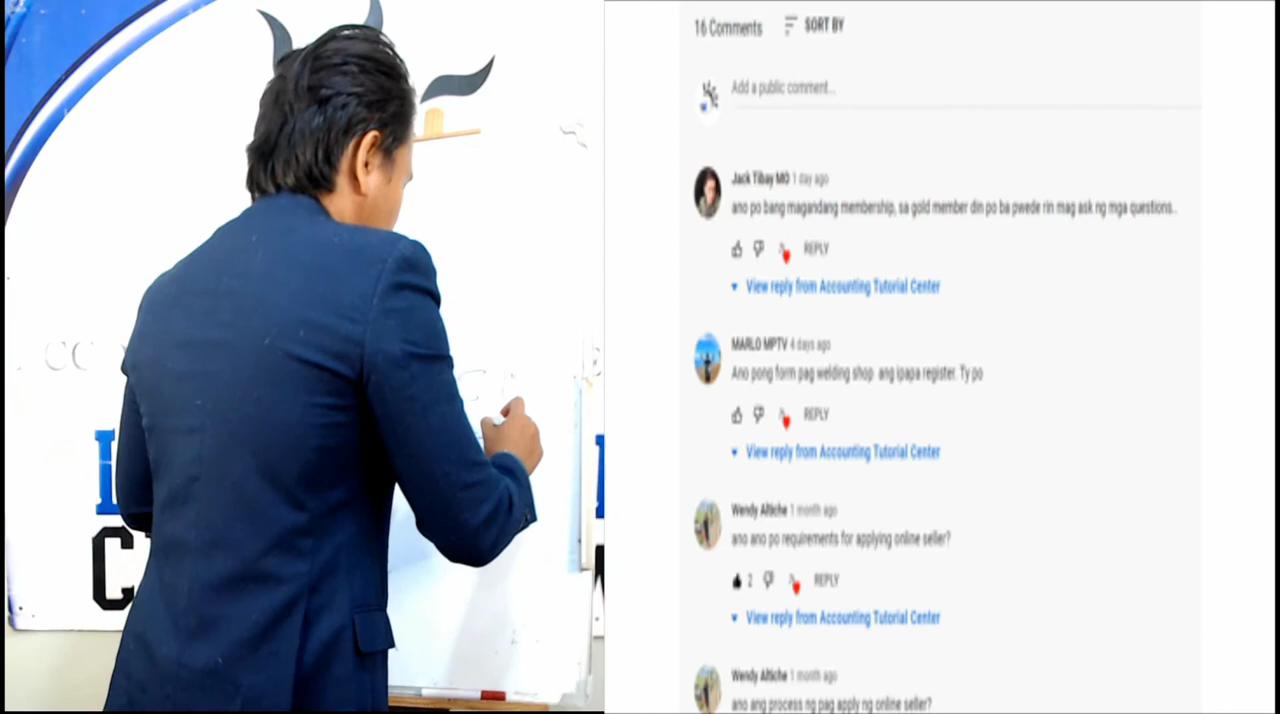 16 Comments SORT BY
Add a public comment...
Jack Tibay MO 1 day ago
ano po bang magandang membership, sa gold member din po ba pwede rin mag ask ng mga questions..
REPLY
View reply from Accounting Tutorial Center
MARLO MPTV 4 days ago
Ano pong form pag welding shop ang ipapa register. Ty po
REPLY
View reply from Accounting Tutorial Center
Wendy Altiche 1 month ago
ano ano po requirements for applying online seller?
2 REPLY
View reply from Accounting Tutorial Center
Wendy Altiche 1 month ago
ano ang process ng pag apply ng online seller?